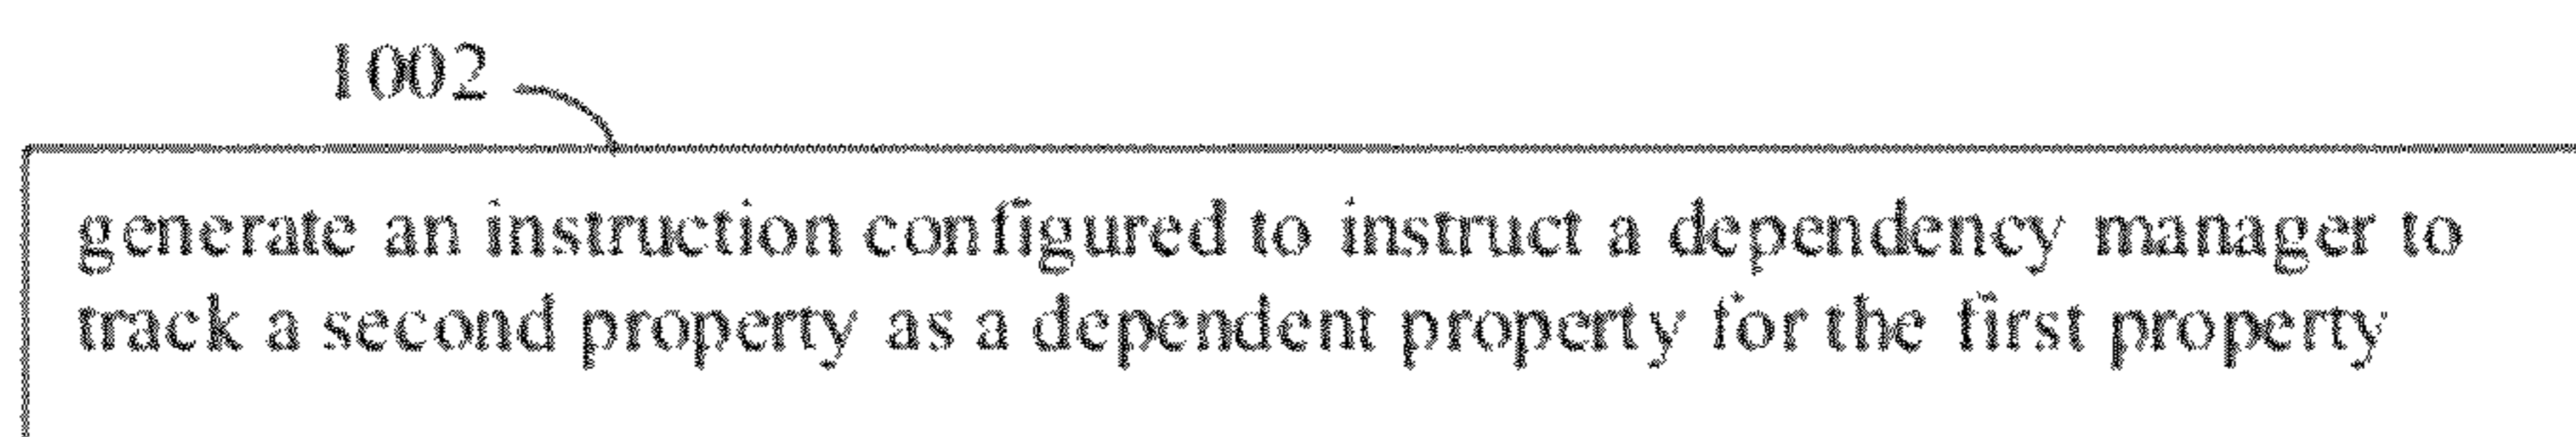 1002
generate an instruction configured to instruct a dependency manager to
track a second property as a dependent property for the first property